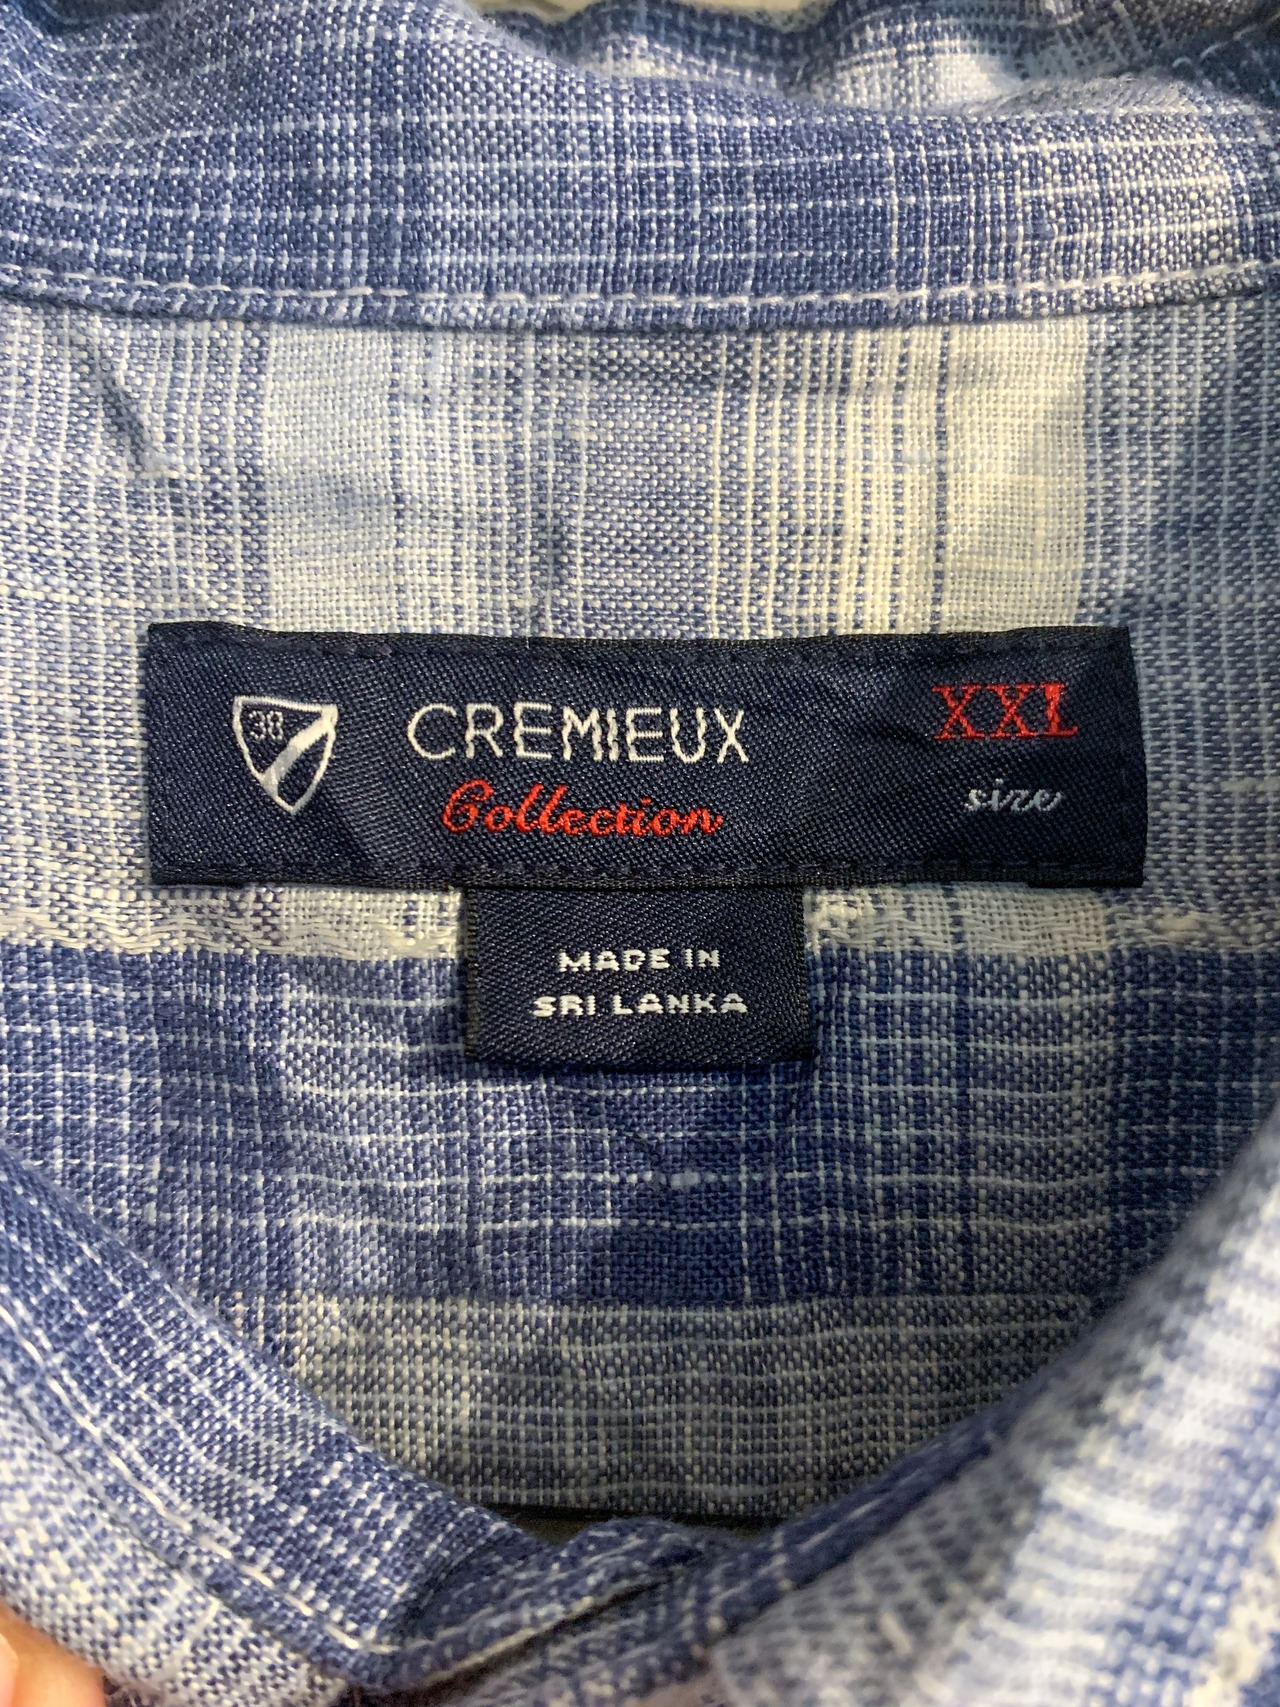 38
CREMIEUX
Collection
XXL
size
MADE IN
SRI LANKA